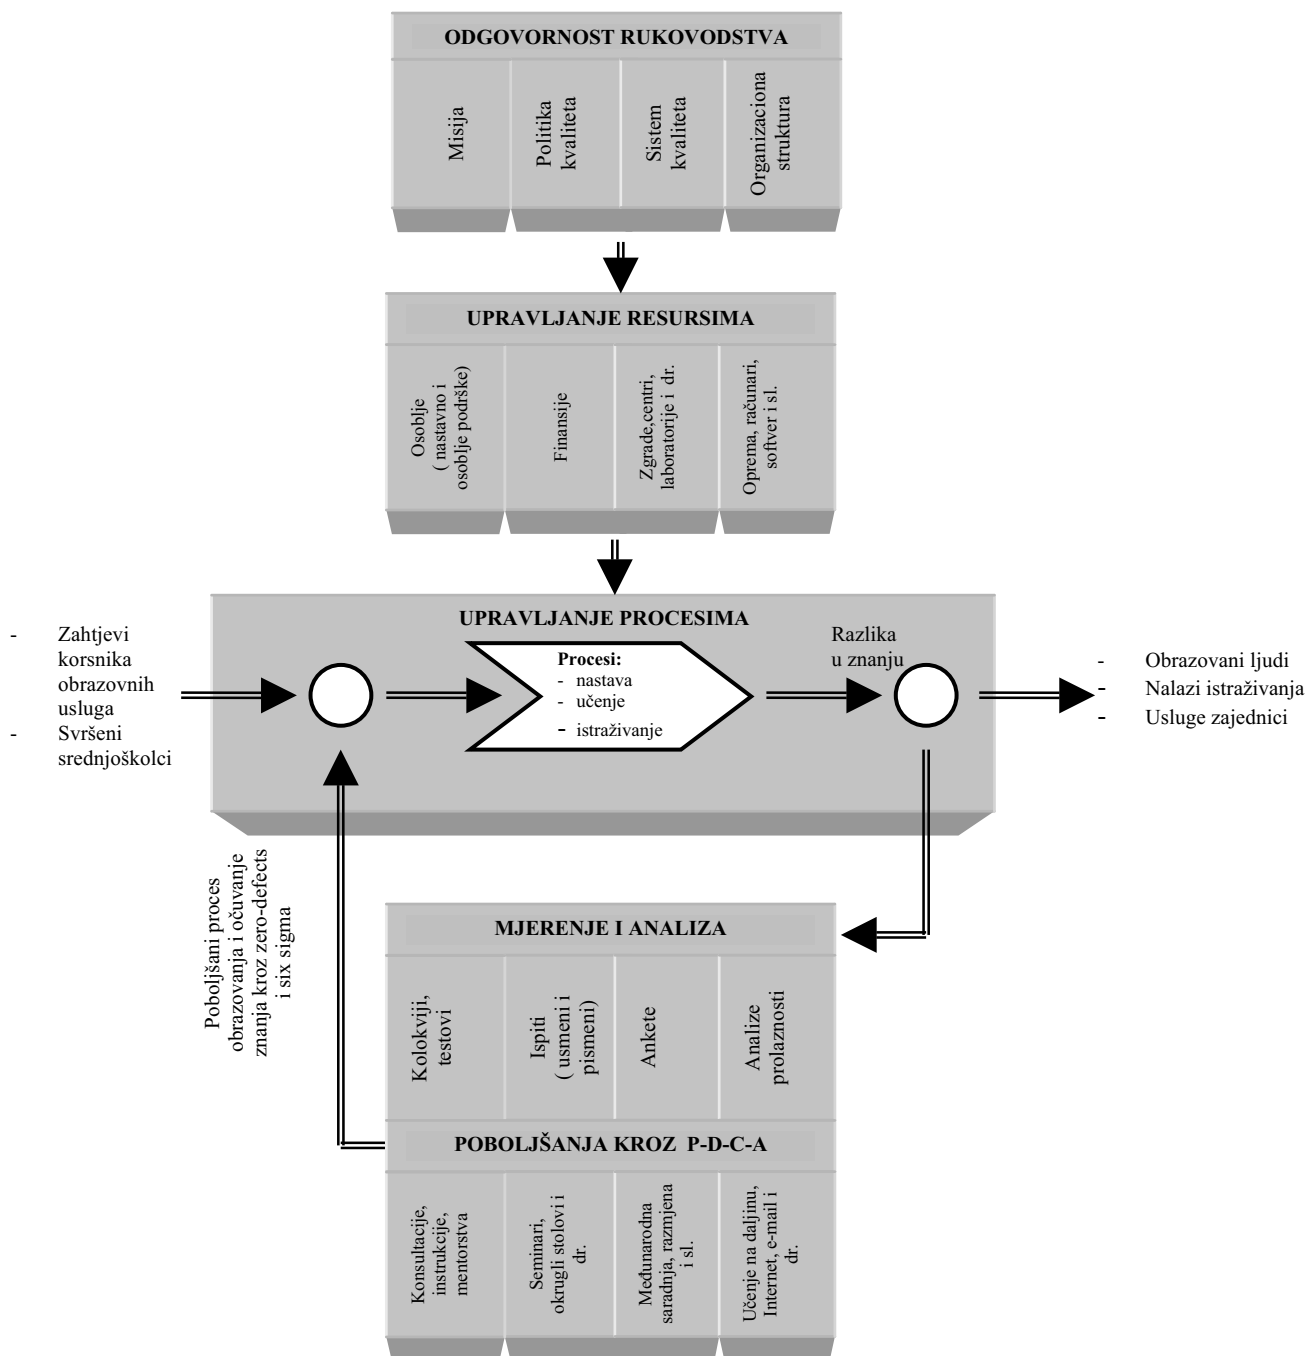 ODGOVORNOST RUKOVODSTVA
Misija
Politika
kvaliteta
Sistem
kvaliteta
Organizaciona
struktura
UPRAVLJANJE RESURSIMA
Osoblje
( nastavno i
osoblje podrške)
Finansije
Zgrade,centri,
laboratorije i dr.
Oprema, računari,
softver i sl.
UPRAVLJANJE PROCESIMA
- Zahtjevi
korsnika
obrazovnih
usluga
- Svršeni
srednjoškolci
Procesi:
- nastava
- učenje
- istraživanje
Razlika
u znanju
- Obrazovani ljudi
- Nalazi istraživanja
- Usluge zajednici
Poboljšani proces
obrazovanja i očuvanje
znanja kroz zero-defects
i six sigma
MJERENJE I ANALIZA
Kolokviji,
testovi
Ispiti
( usmeni i
pismeni)
Ankete
Analize
prolaznosti
POBOLJŠANJA KROZ P-D-C-A
Konsultacije,
instrukcije,
mentorstva
Seminari,
okrugli stolovi i
dr.
Međunarodna
saradnja, razmjena
i sl.
Učenje na daljinu,
Internet, e-mail i
dr.